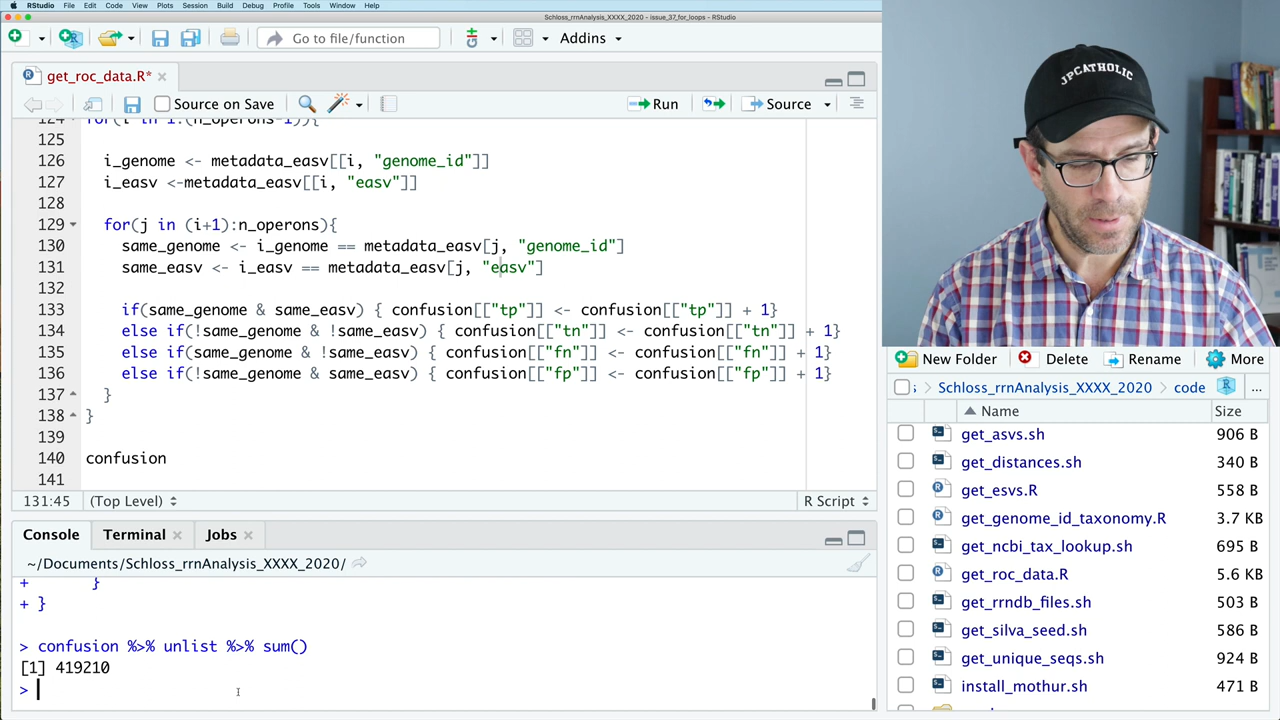 RStudio File Edit Code View Plots Session Build Debug Profile Tools Window Help
Schloss_rrnAnalysis_XXXX_2020 - issue_37_for_loops - RStudio
Go to file/function Addins
get_roc_data.R*
Source on Save Run Source
124 for(i in 1:(n_operons-1)){
125
126 i_genome <- metadata_easv[[i, "genome_id"]]
127 i_easv <-metadata_easv[[i, "easv"]]
128
129 for(j in (i+1):n_operons){
130 same_genome <- i_genome == metadata_easv[j, "genome_id"]
131 same_easv <- i_easv == metadata_easv[j, "easv"]
132
133 if(same_genome & same_easv) { confusion[["tp"]] <- confusion[["tp"]] + 1}
134 else if(!same_genome & !same_easv) { confusion[["tn"]] <- confusion[["tn"]] + 1}
135 else if(same_genome & !same_easv) { confusion[["fn"]] <- confusion[["fn"]] + 1}
136 else if(!same_genome & same_easv) { confusion[["fp"]] <- confusion[["fp"]] + 1}
137 }
138 }
139
140 confusion
141
131:45 (Top Level) R Script
Console Terminal Jobs
~/Documents/Schloss_rrnAnalysis_XXXX_2020/
+ }
+ }
> confusion %>% unlist %>% sum()
[1] 419210
>
JPCATHOLIC
New Folder Delete Rename More
Schloss_rrnAnalysis_XXXX_2020 code ...
Name Size
get_asvs.sh 906 B
get_distances.sh 340 B
get_esvs.R 558 B
get_genome_id_taxonomy.R 3.7 KB
get_ncbi_tax_lookup.sh 695 B
get_roc_data.R 5.6 KB
get_rrndb_files.sh 503 B
get_silva_seed.sh 586 B
get_unique_seqs.sh 924 B
install_mothur.sh 471 B